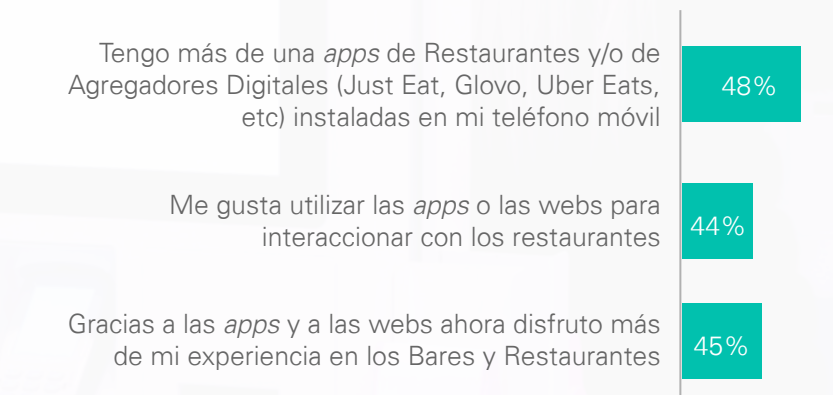 Tengo más de una apps de Restaurantes y/o de
Agregadores Digitales (Just Eat, Glovo, Uber Eats,
etc) instaladas en mi teléfono móvil
48%
Me gusta utilizar las apps o las webs para
interaccionar con los restaurantes
44%
Gracias a las apps y a las webs ahora disfruto más
de mi experiencia en los Bares y Restaurantes
45%